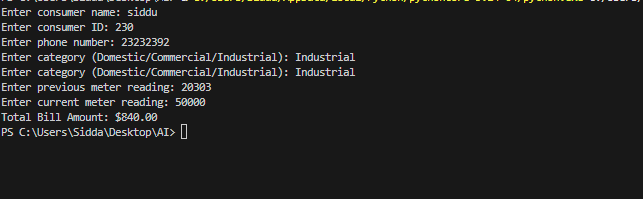 Enter consumer name: siddu
Enter consumer ID: 230
Enter phone number: 23232392
Enter category (Domestic/Commercial/Industrial): Industrial
Enter category (Domestic/Commercial/Industrial): Industrial
Enter previous meter reading: 20303
Enter current meter reading: 50000
Total Bill Amount: $840.00
PS C:\Users\Sidda\Desktop\AI>